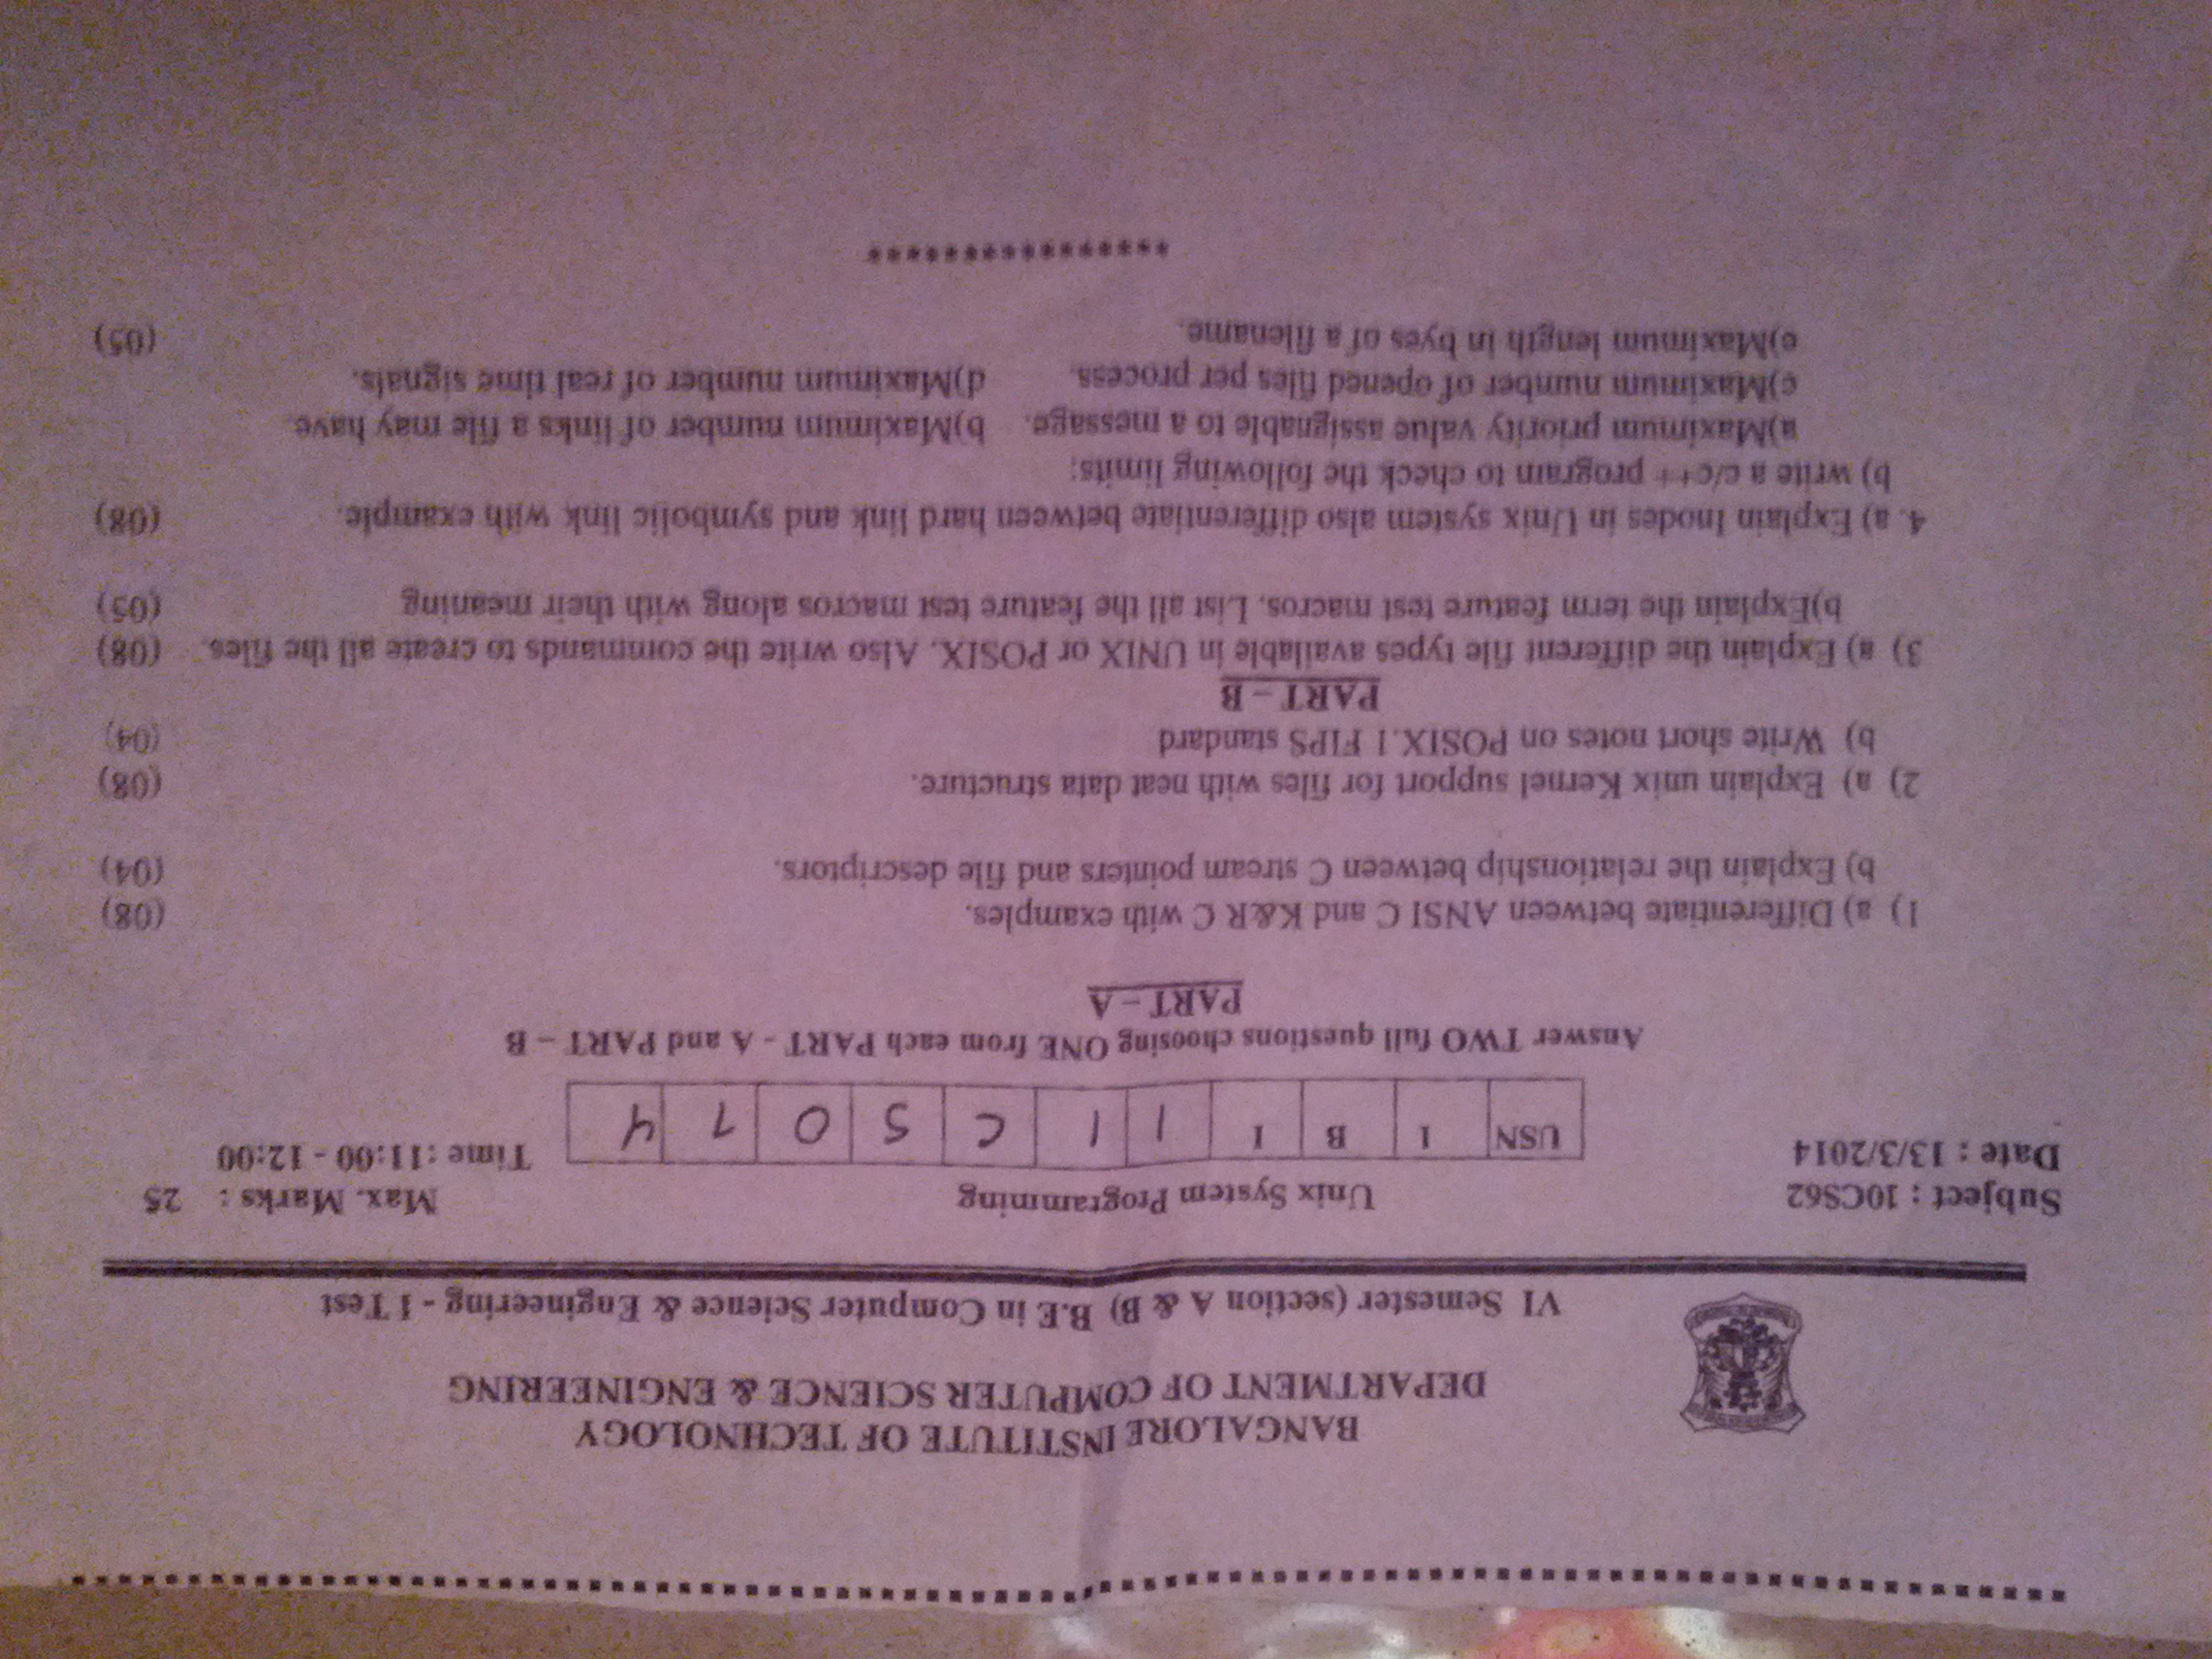 BANGALORE INSTITUTE OF TECHNOLOGY
DEPARTMENT OF COMPUTER SCIENCE & ENGINEERING
VI Semester (section A & B) B.E in Computer Science & Engineering - I Test
Subject : 10CS62 Unix System Programming Max. Marks : 25
Date : 13/3/2014 Time :11:00 - 12:00
USN 1 B I 1 1 C S 0 7 4
Answer TWO full questions choosing ONE from each PART - A and PART – B
PART – A
1) a) Differentiate between ANSI C and K&R C with examples. (08)
b) Explain the relationship between C stream pointers and file descriptors. (04)
2) a) Explain unix Kernel support for files with neat data structure. (08)
b) Write short notes on POSIX.1 FIPS standard (04)
PART – B
3) a) Explain the different file types available in UNIX or POSIX. Also write the commands to create all the files. (08)
b)Explain the term feature test macros. List all the feature test macros along with their meaning (05)
4. a) Explain Inodes in Unix system also differentiate between hard link and symbolic link with example. (08)
b) write a c/c++ program to check the following limits:
a)Maximum priority value assignable to a message. b)Maximum number of links a file may have.
c)Maximum number of opened files per process. d)Maximum number of real time signals.
e)Maximum length in byes of a filename. (05)
****************